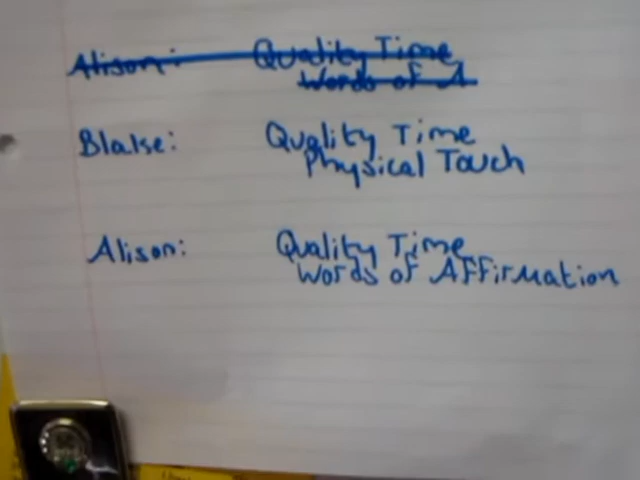 Alison: Quality Time
Words of A
Blaise: Quality Time
Physical Touch
Alison: Quality Time
Words of Affirmation